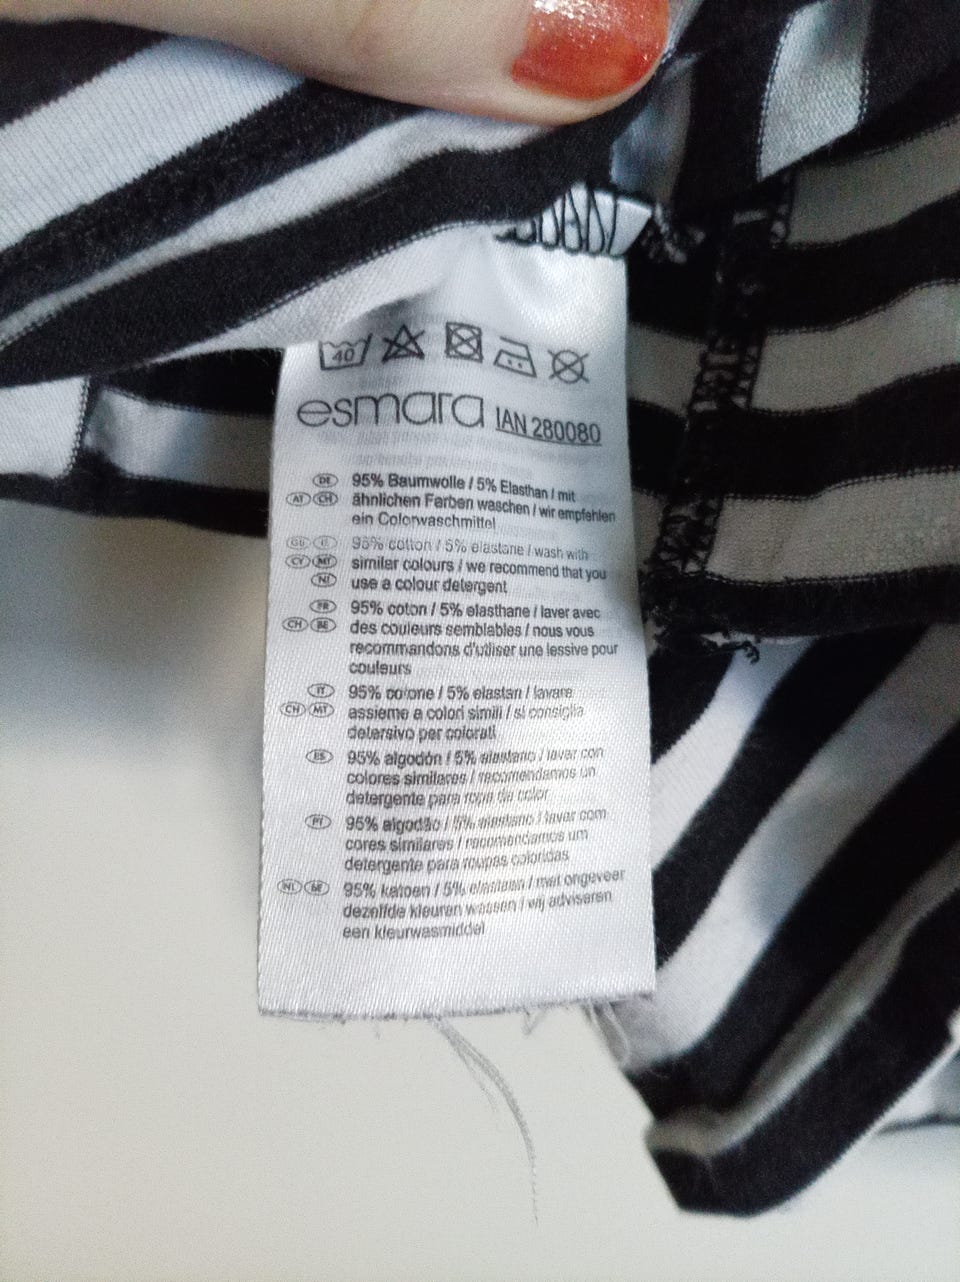 40
esmara IAN 280080
DE 95% Baumwolle / 5% Elasthan / mit
AT CH ähnlichen Farben waschen / wir empfehlen
ein Colorwaschmittel
GB IE 95% cotton / 5% elastane / wash with
CY MT similar colours / we recommend that you
NI use a colour detergent
FR 95% coton / 5% elasthane / laver avec
CH BE des couleurs semblables / nous vous
recommandons d'utiliser une lessive pour
couleurs
IT 95% cotone / 5% elastan / lavare
CH MT assieme a colori simili / si consiglia
detersivo per colorati
ES 95% algodón / 5% elastano / lavar con
colores similares / recomendamos un
detergente para ropa de color
PT 95% algodão / 5% elastano / lavar com
cores similares / recomendamos um
detergente para roupas coloridas
NL BE 95% katoen / 5% elastaan / met ongeveer
dezelfde kleuren wassen / wij adviseren
een kleurwasmiddel